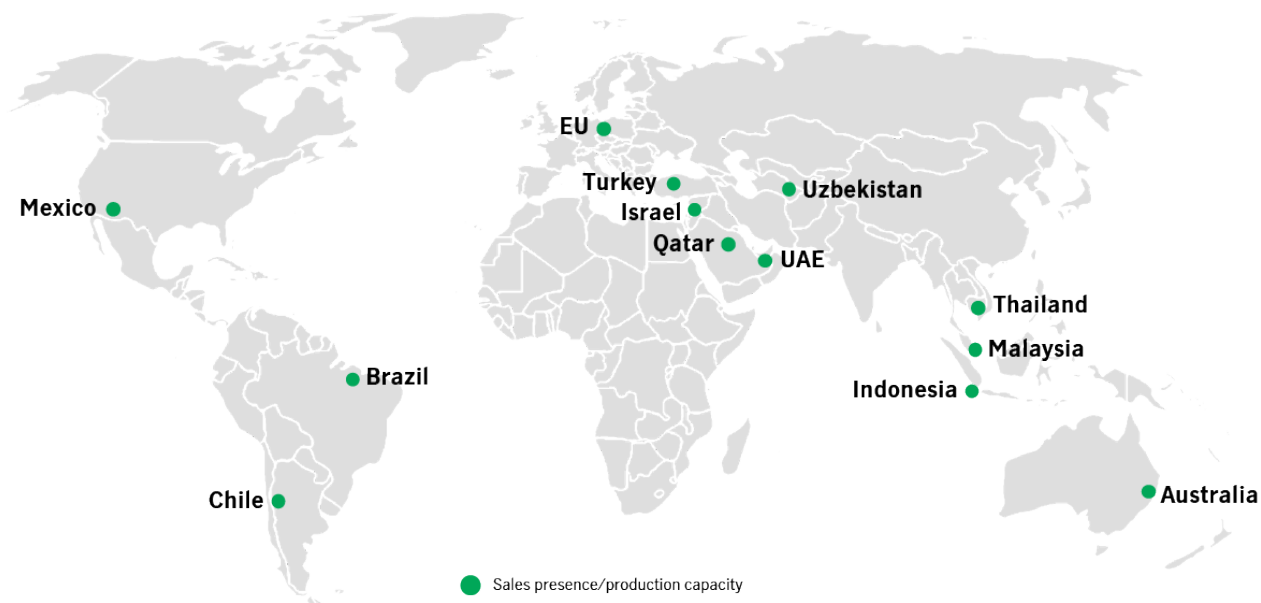 EU
Turkey
Uzbekistan
Mexico
Israel
Qatar
UAE
Thailand
Malaysia
Brazil
Indonesia
Chile
Australia
Sales presence/production capacity